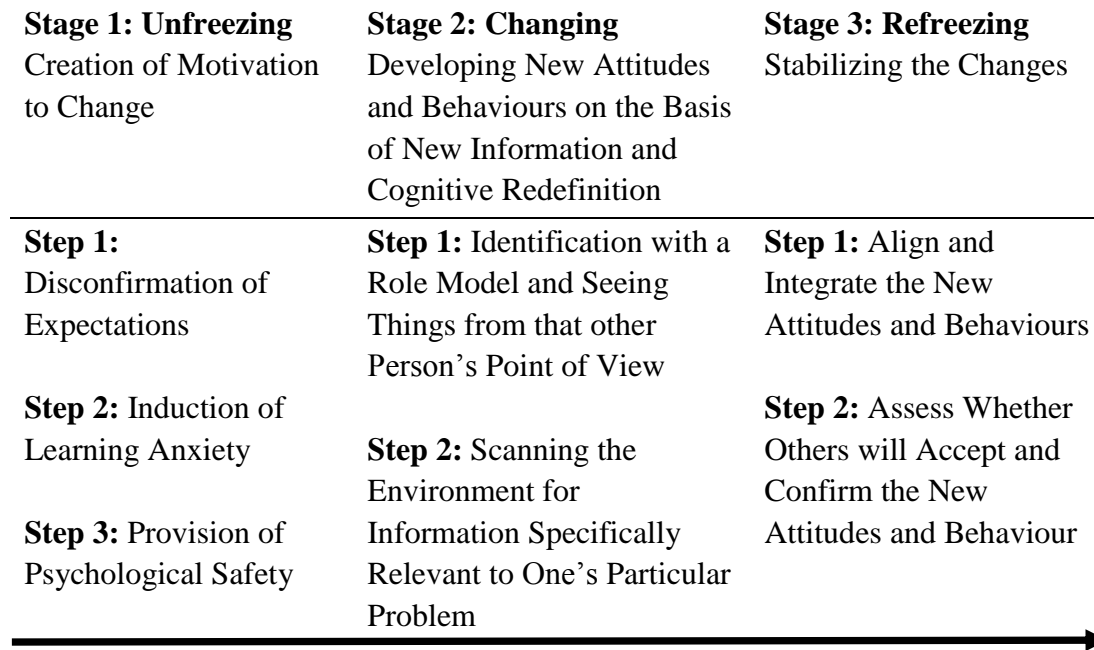 Stage 1: Unfreezing
Creation of Motivation
to Change
Stage 2: Changing
Developing New Attitudes
and Behaviours on the Basis
of New Information and
Cognitive Redefinition
Stage 3: Refreezing
Stabilizing the Changes
Step 1:
Disconfirmation of
Expectations
Step 2: Induction of
Learning Anxiety
Step 3: Provision of
Psychological Safety
Step 1: Identification with a
Role Model and Seeing
Things from that other
Person’s Point of View
Step 2: Scanning the
Environment for
Information Specifically
Relevant to One’s Particular
Problem
Step 1: Align and
Integrate the New
Attitudes and Behaviours
Step 2: Assess Whether
Others will Accept and
Confirm the New
Attitudes and Behaviour